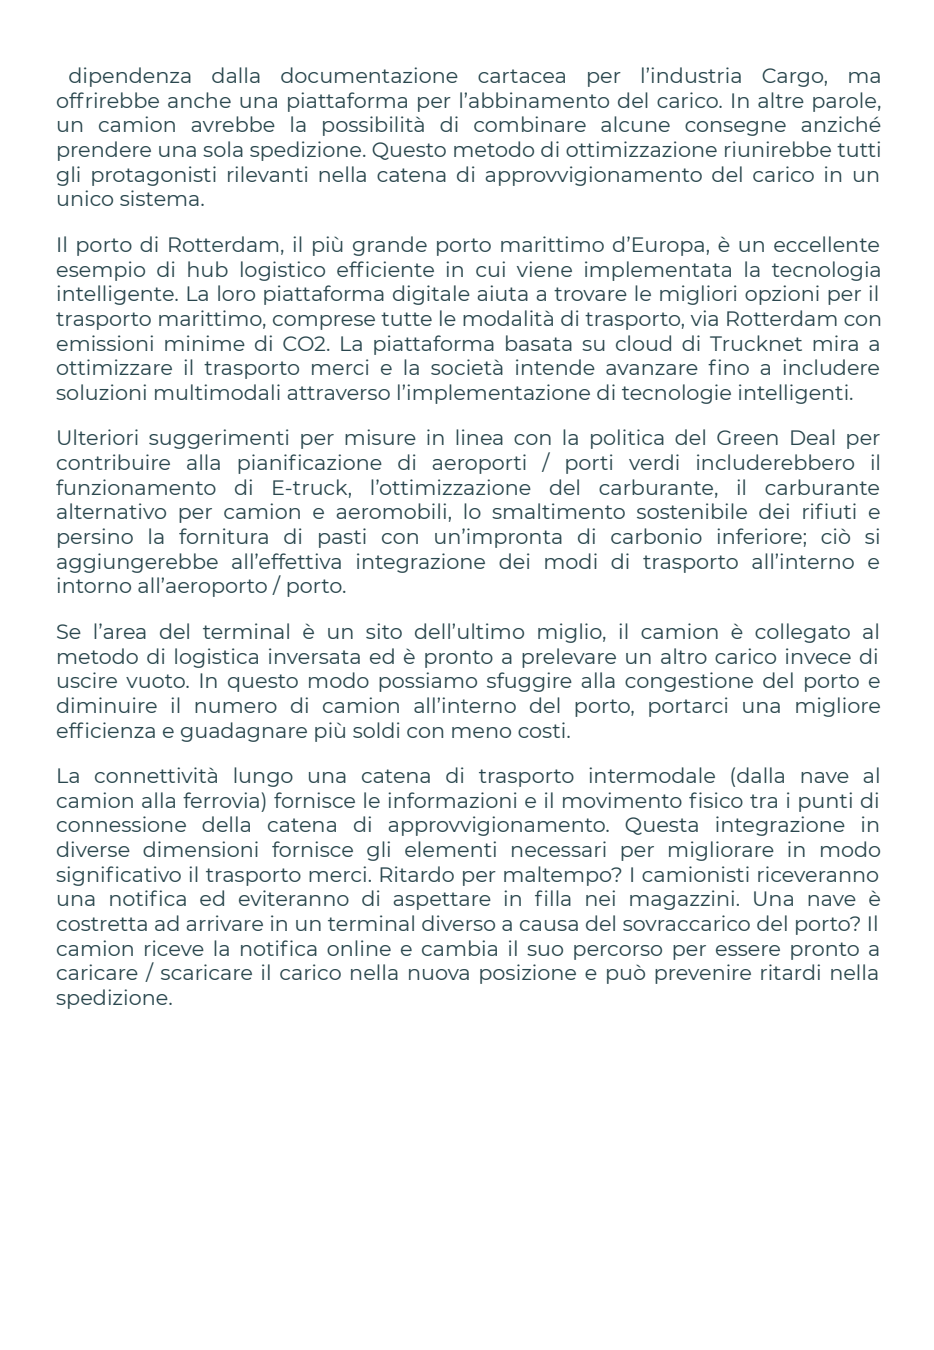 dipendenza dalla documentazione cartacea per l’industria Cargo, ma
offrirebbe anche una piattaforma per l’abbinamento del carico. In altre parole,
un camion avrebbe la possibilità di combinare alcune consegne anziché
prendere una sola spedizione. Questo metodo di ottimizzazione riunirebbe tutti
gli protagonisti rilevanti nella catena di approvvigionamento del carico in un
unico sistema.
Il porto di Rotterdam, il più grande porto marittimo d’Europa, è un eccellente
esempio di hub logistico efficiente in cui viene implementata la tecnologia
intelligente. La loro piattaforma digitale aiuta a trovare le migliori opzioni per il
trasporto marittimo, comprese tutte le modalità di trasporto, via Rotterdam con
emissioni minime di CO2. La piattaforma basata su cloud di Trucknet mira a
ottimizzare il trasporto merci e la società intende avanzare fino a includere
soluzioni multimodali attraverso l’implementazione di tecnologie intelligenti.
Ulteriori suggerimenti per misure in linea con la politica del Green Deal per
contribuire alla pianificazione di aeroporti / porti verdi includerebbero il
funzionamento di E-truck, l’ottimizzazione del carburante, il carburante
alternativo per camion e aeromobili, lo smaltimento sostenibile dei rifiuti e
persino la fornitura di pasti con un’impronta di carbonio inferiore; ciò si
aggiungerebbe all’effettiva integrazione dei modi di trasporto all’interno e
intorno all’aeroporto / porto.
Se l’area del terminal è un sito dell’ultimo miglio, il camion è collegato al
metodo di logistica inversata ed è pronto a prelevare un altro carico invece di
uscire vuoto. In questo modo possiamo sfuggire alla congestione del porto e
diminuire il numero di camion all’interno del porto, portarci una migliore
efficienza e guadagnare più soldi con meno costi.
La connettività lungo una catena di trasporto intermodale (dalla nave al
camion alla ferrovia) fornisce le informazioni e il movimento fisico tra i punti di
connessione della catena di approvvigionamento. Questa integrazione in
diverse dimensioni fornisce gli elementi necessari per migliorare in modo
significativo il trasporto merci. Ritardo per maltempo? I camionisti riceveranno
una notifica ed eviteranno di aspettare in filla nei magazzini. Una nave è
costretta ad arrivare in un terminal diverso a causa del sovraccarico del porto? Il
camion riceve la notifica online e cambia il suo percorso per essere pronto a
caricare / scaricare il carico nella nuova posizione e può prevenire ritardi nella
spedizione.